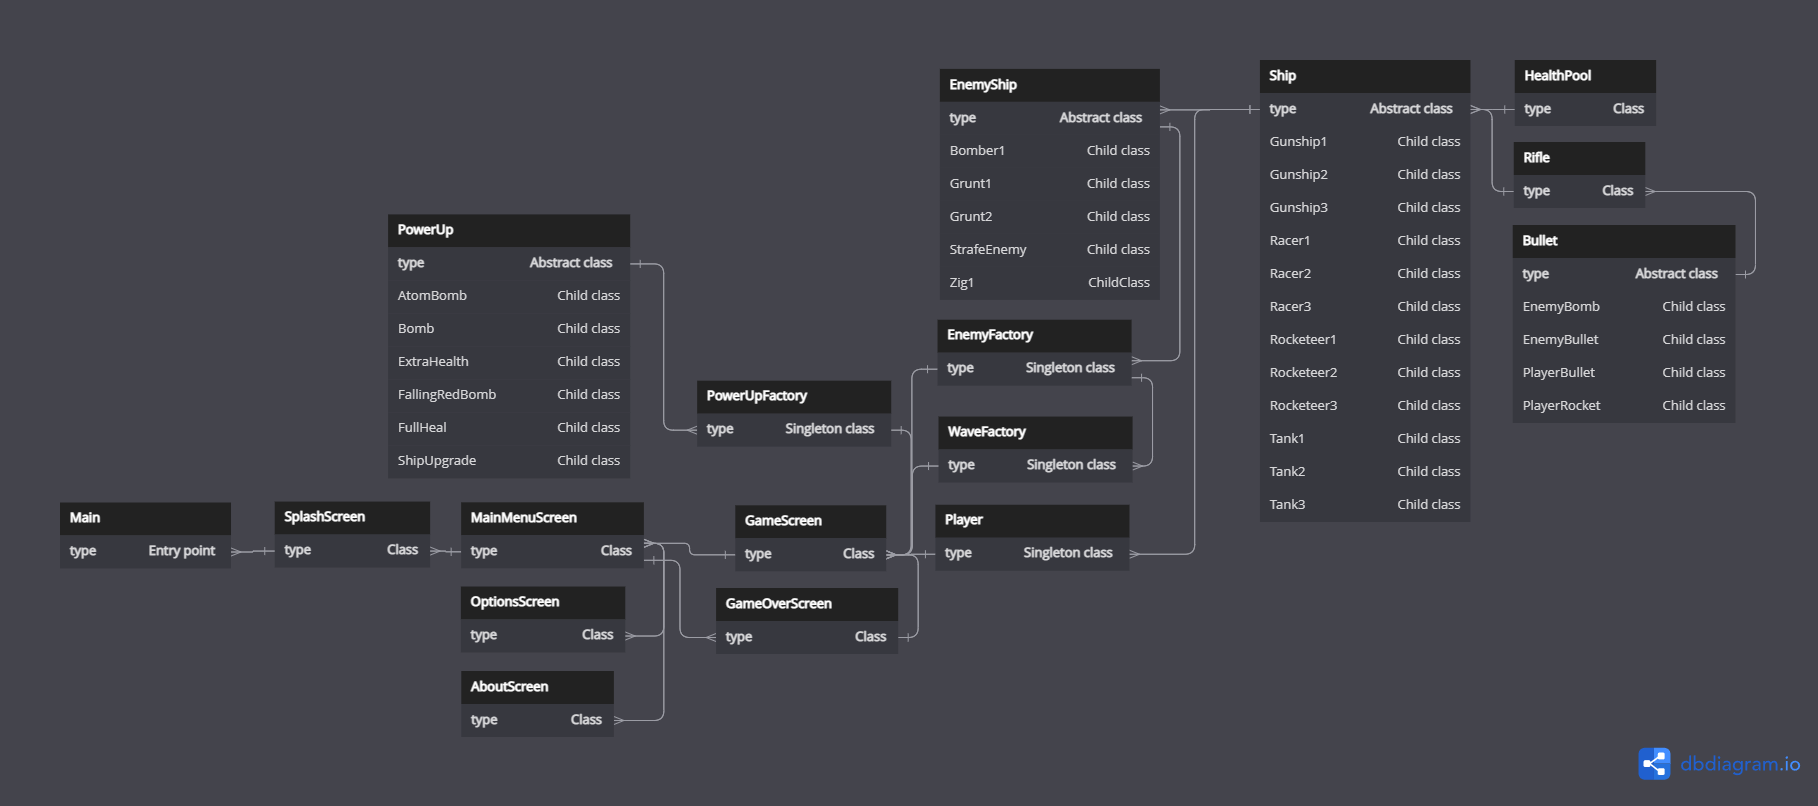 EnemyShip
type Abstract class
Bomber1 Child class
Grunt1 Child class
Grunt2 Child class
StrafeEnemy Child class
Zig1 ChildClass
Ship
type Abstract class
Gunship1 Child class
Gunship2 Child class
Gunship3 Child class
Racer1 Child class
Racer2 Child class
Racer3 Child class
Rocketeer1 Child class
Rocketeer2 Child class
Rocketeer3 Child class
Tank1 Child class
Tank2 Child class
Tank3 Child class
HealthPool
type Class
Rifle
type Class
Bullet
type Abstract class
EnemyBomb Child class
EnemyBullet Child class
PlayerBullet Child class
PlayerRocket Child class
PowerUp
type Abstract class
AtomBomb Child class
Bomb Child class
ExtraHealth Child class
FallingRedBomb Child class
FullHeal Child class
ShipUpgrade Child class
EnemyFactory
type Singleton class
PowerUpFactory
type Singleton class
WaveFactory
type Singleton class
Main
type Entry point
SplashScreen
type Class
MainMenuScreen
type Class
GameScreen
type Class
Player
type Singleton class
OptionsScreen
type Class
GameOverScreen
type Class
AboutScreen
type Class
dbdiagram.io